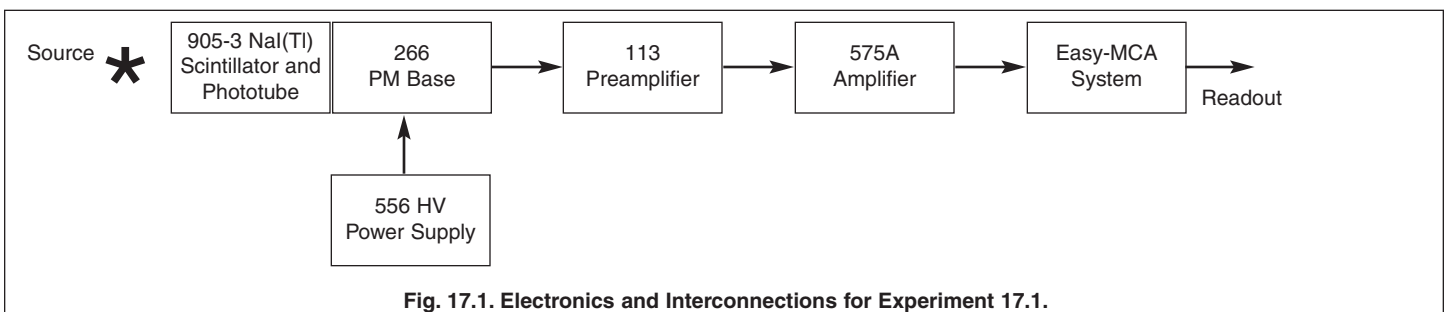 Source
905-3 NaI(Tl)
Scintillator and
Phototube
266
PM Base
113
Preamplifier
575A
Amplifier
Easy-MCA
System
Readout
556 HV
Power Supply
Fig. 17.1. Electronics and Interconnections for Experiment 17.1.